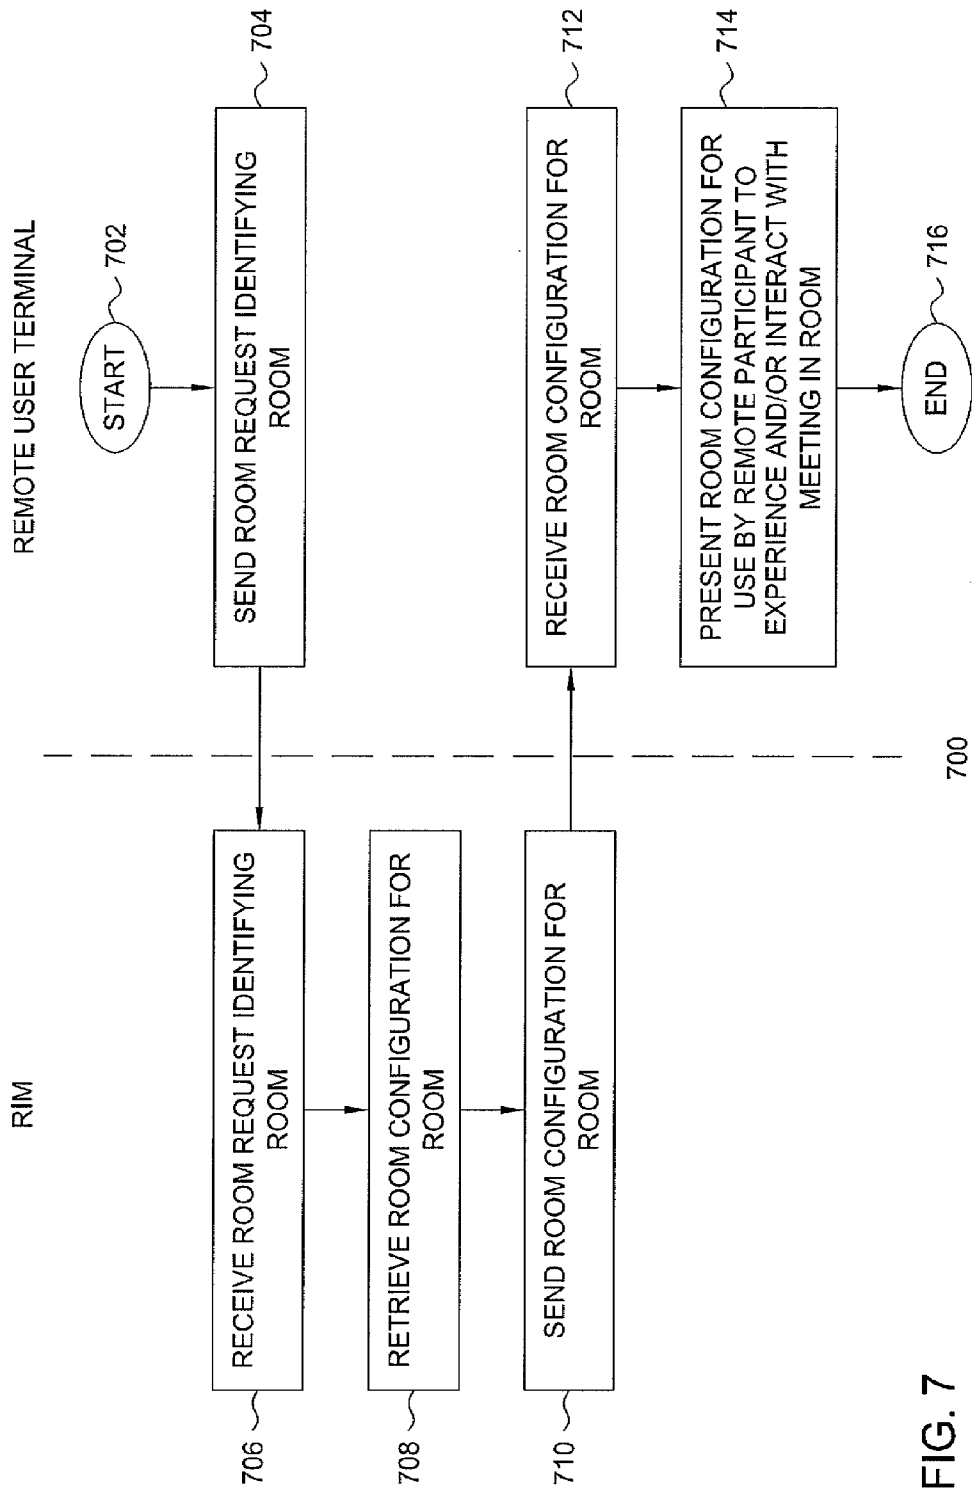 RIM
REMOTE USER TERMINAL
START
702
SEND ROOM REQUEST IDENTIFYING
ROOM
704
706
RECEIVE ROOM REQUEST IDENTIFYING
ROOM
708
RETRIEVE ROOM CONFIGURATION FOR
ROOM
710
SEND ROOM CONFIGURATION FOR
ROOM
RECEIVE ROOM CONFIGURATION FOR
ROOM
712
PRESENT ROOM CONFIGURATION FOR
USE BY REMOTE PARTICIPANT TO
EXPERIENCE AND/OR INTERACT WITH
MEETING IN ROOM
714
END
716
700
FIG. 7